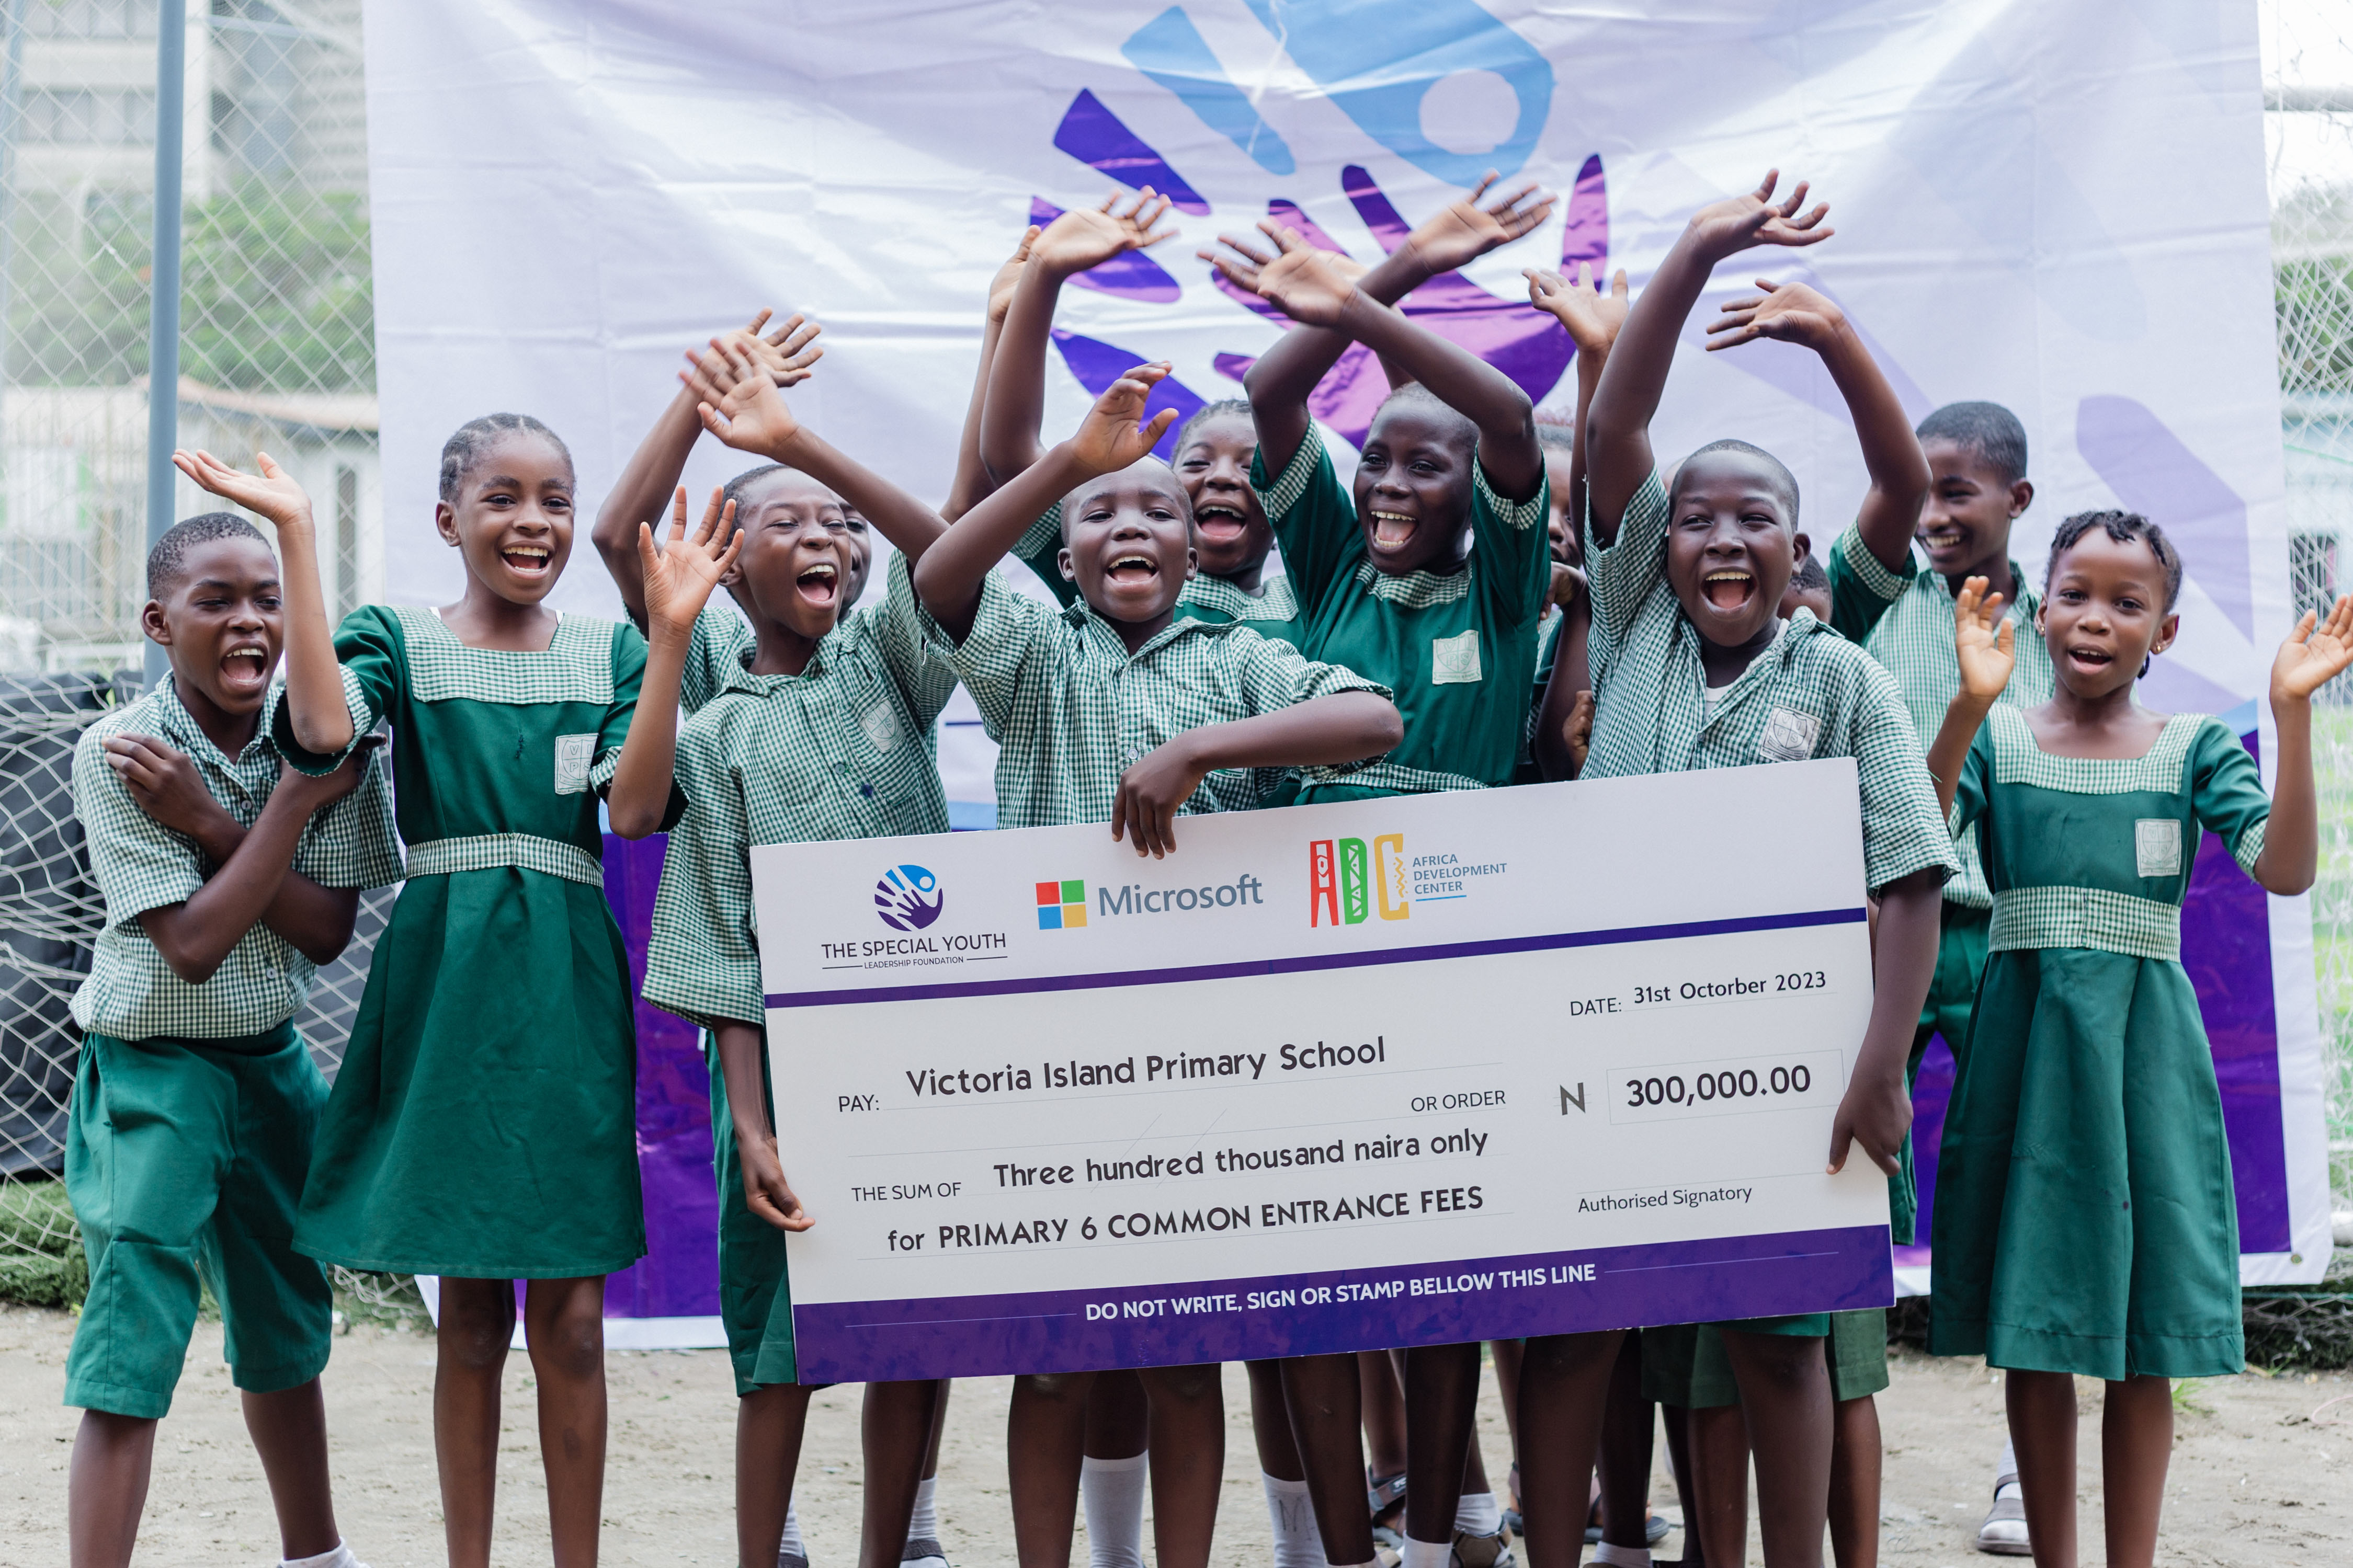 THE SPECIAL YOUTH
LEADERSHIP FOUNDATION
Microsoft
ADC
AFRICA
DEVELOPMENT
CENTER
DATE: 31st Octorber 2023
PAY: Victoria Island Primary School
OR ORDER
N 300,000.00
THE SUM OF Three hundred thousand naira only
for PRIMARY 6 COMMON ENTRANCE FEES
Authorised Signatory
DO NOT WRITE, SIGN OR STAMP BELLOW THIS LINE